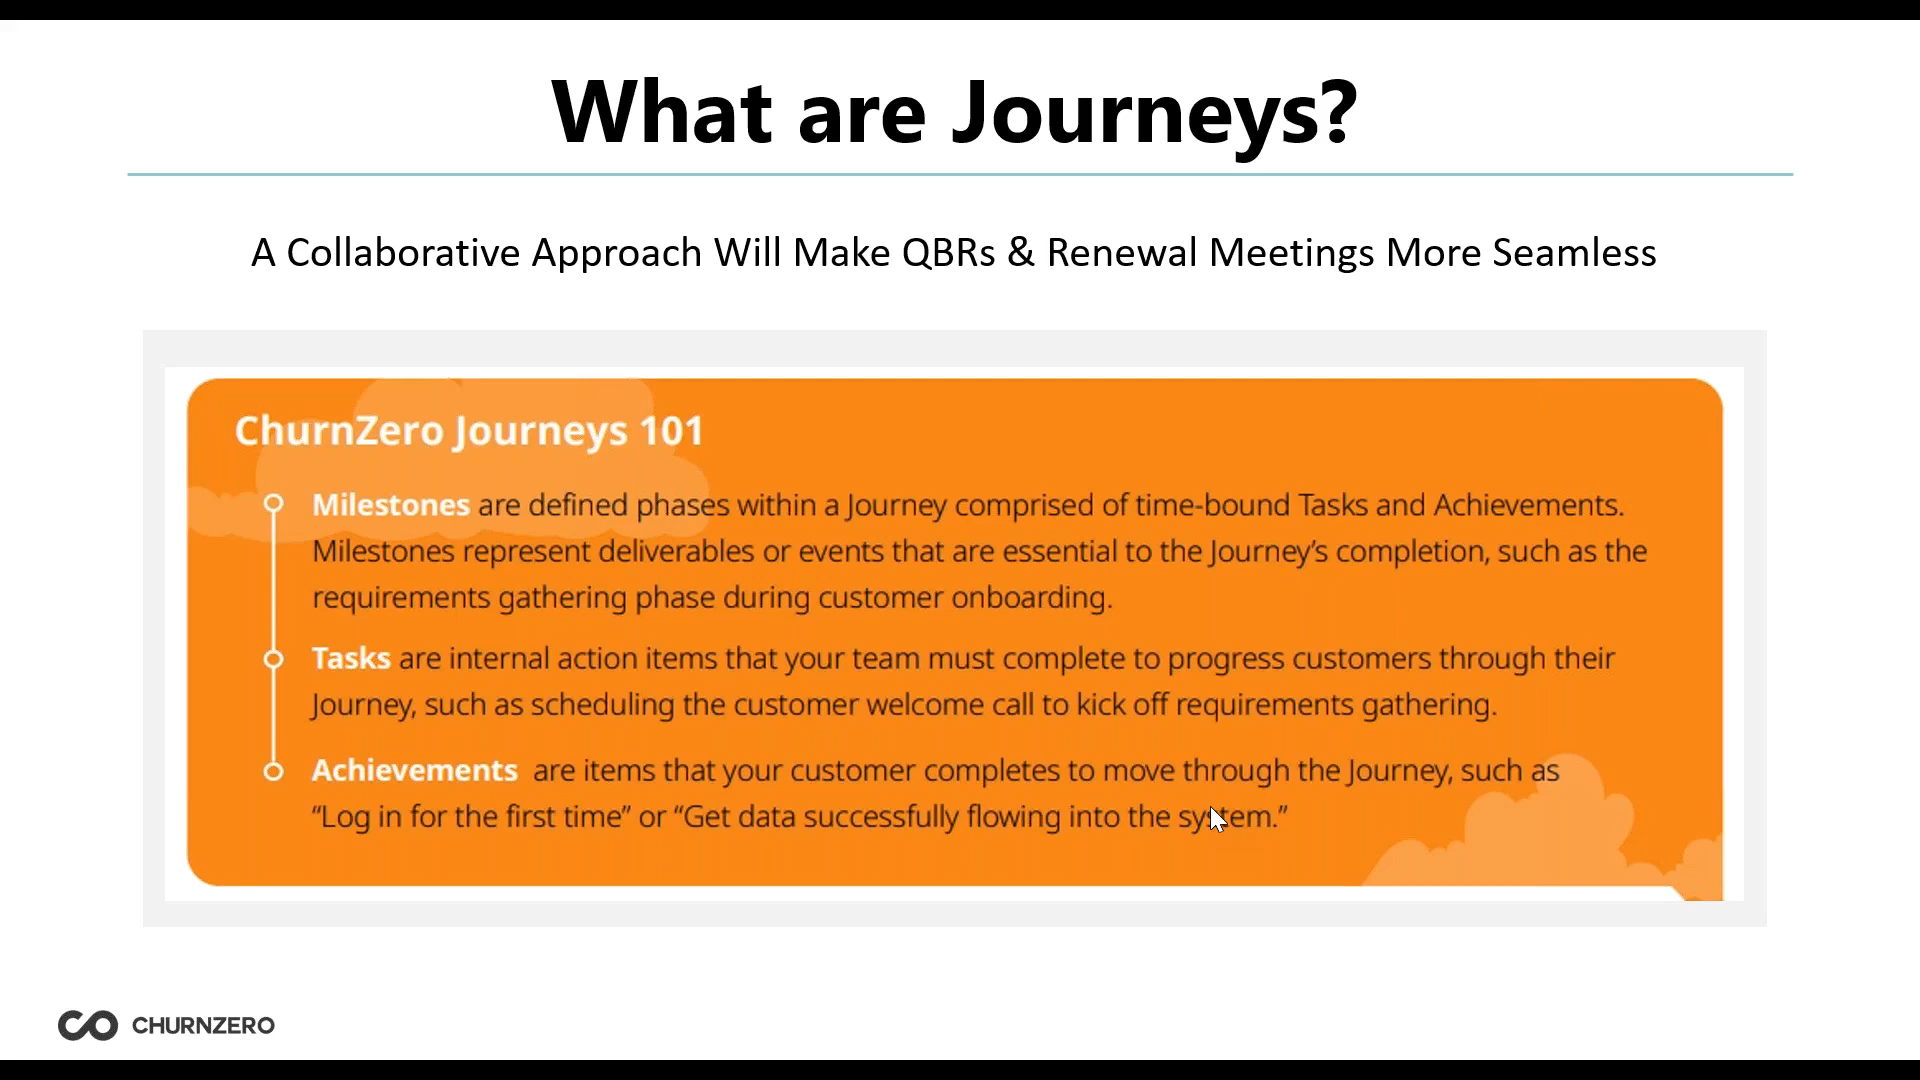 What are Journeys?
A Collaborative Approach Will Make QBRs & Renewal Meetings More Seamless
ChurnZero Journeys 101
Milestones are defined phases within a Journey comprised of time-bound Tasks and Achievements.
Milestones represent deliverables or events that are essential to the Journey’s completion, such as the
requirements gathering phase during customer onboarding.
Tasks are internal action items that your team must complete to progress customers through their
Journey, such as scheduling the customer welcome call to kick off requirements gathering.
Achievements are items that your customer completes to move through the Journey, such as
“Log in for the first time” or “Get data successfully flowing into the system.”
CHURNZERO